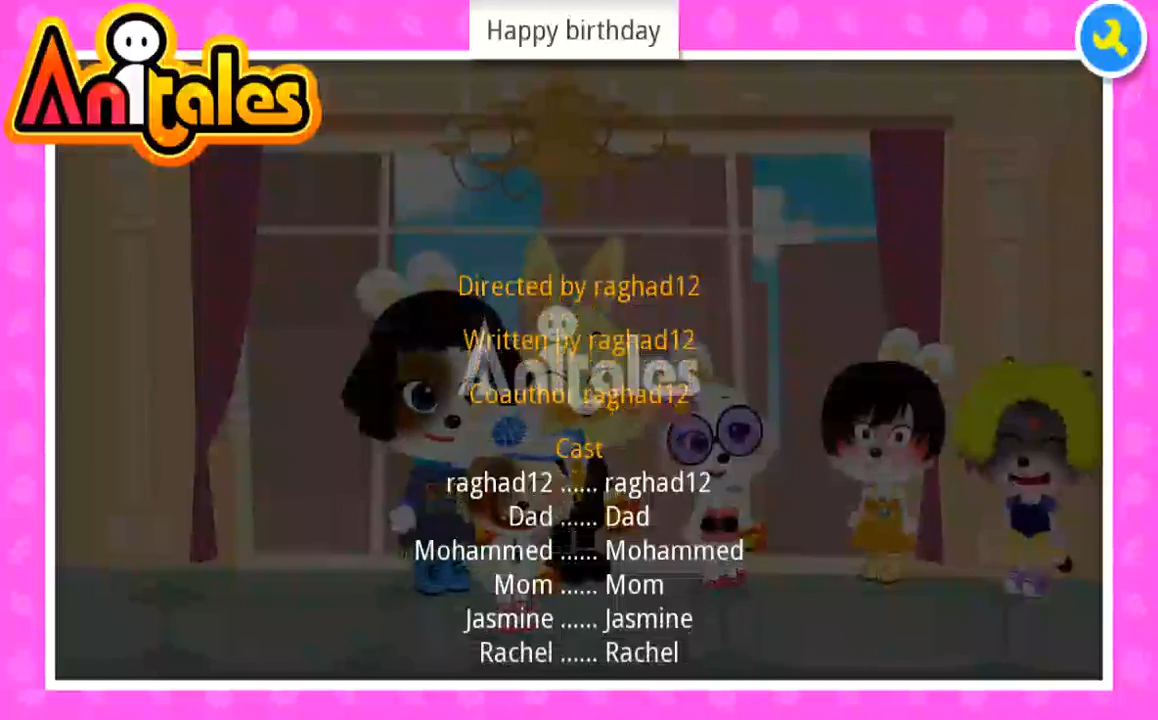 Happy birthday
Anitales
Directed by raghad12
Written by raghad12
Anitales
Coauthor raghad12
Cast
raghad12 ...... raghad12
Dad ...... Dad
Mohammed ...... Mohammed
Mom ...... Mom
Jasmine ...... Jasmine
Rachel ...... Rachel